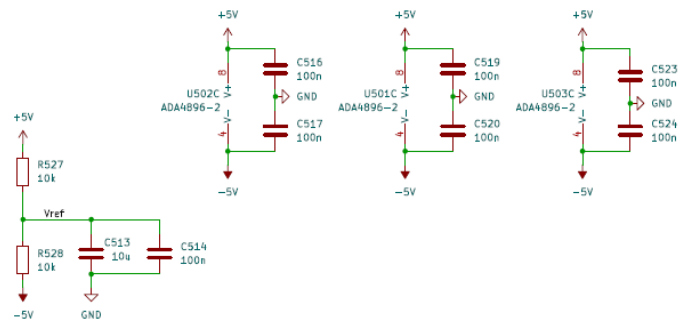 +5V
+5V
+5V
C516
100n
C519
100n
C523
100n
8
V+
8
V+
8
V+
U502C
ADA4896-2
GND
U501C
ADA4896-2
GND
U503C
ADA4896-2
GND
V-
4
V-
4
V-
4
C517
100n
C520
100n
C524
100n
+5V
-5V
-5V
-5V
R527
10k
Vref
R528
10k
C513
10u
C514
100n
-5V
GND